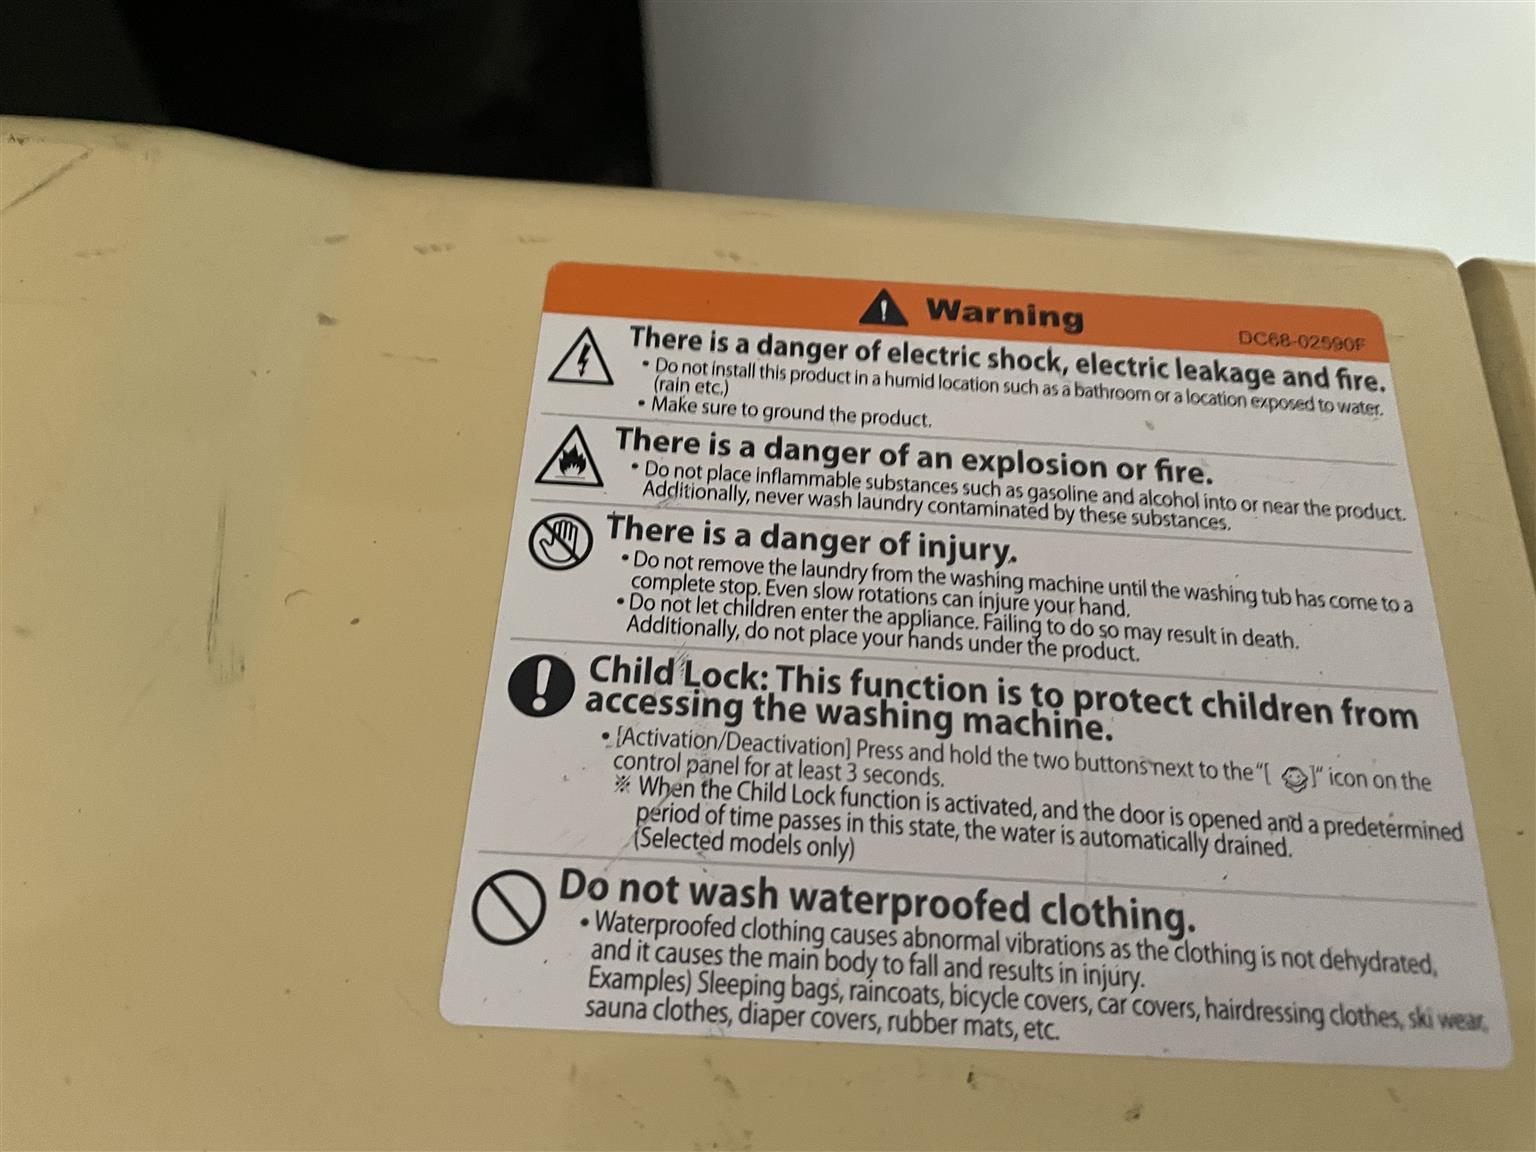 Warning
DC68-02590F
There is a danger of electric shock, electric leakage and fire.
• Do not install this product in a humid location such as a bathroom or a location exposed to water.
(rain etc.)
• Make sure to ground the product.
There is a danger of an explosion or fire.
• Do not place inflammable substances such as gasoline and alcohol into or near the product.
Additionally, never wash laundry contaminated by these substances.
There is a danger of injury.
• Do not remove the laundry from the washing machine until the washing tub has come to a
complete stop. Even slow rotations can injure your hand.
• Do not let children enter the appliance. Failing to do so may result in death.
Additionally, do not place your hands under the product.
Child Lock: This function is to protect children from
accessing the washing machine.
• [Activation/Deactivation] Press and hold the two buttons next to the "[ ]" icon on the
control panel for at least 3 seconds.
※ When the Child Lock function is activated, and the door is opened and a predetermined
period of time passes in this state, the water is automatically drained.
(Selected models only)
Do not wash waterproofed clothing.
• Waterproofed clothing causes abnormal vibrations as the clothing is not dehydrated,
and it causes the main body to fall and results in injury.
Examples) Sleeping bags, raincoats, bicycle covers, car covers, hairdressing clothes, ski wear,
sauna clothes, diaper covers, rubber mats, etc.